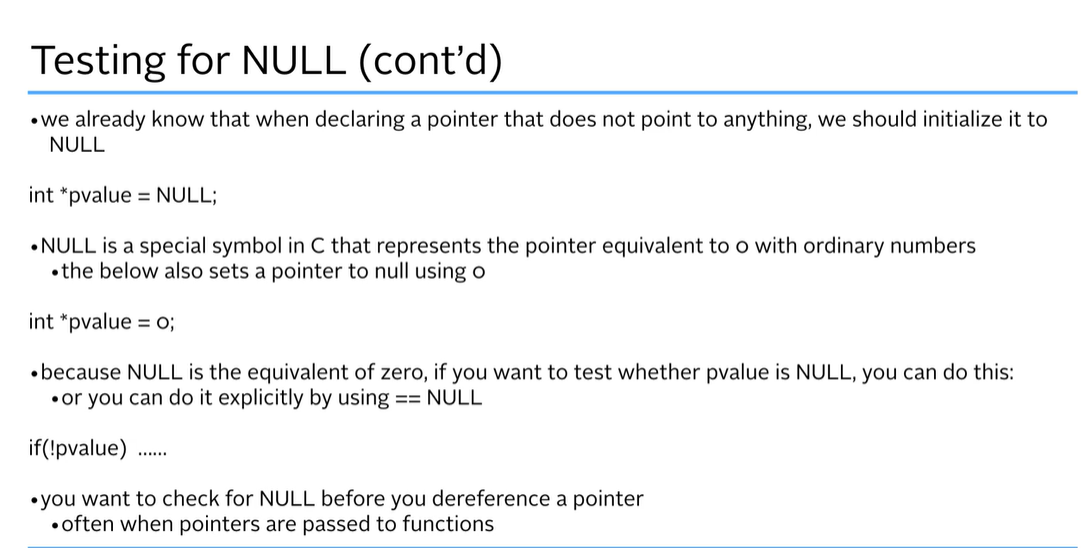 Testing for NULL (cont’d)
•we already know that when declaring a pointer that does not point to anything, we should initialize it to
NULL
int *pvalue = NULL;
•NULL is a special symbol in C that represents the pointer equivalent to 0 with ordinary numbers
•the below also sets a pointer to null using 0
int *pvalue = 0;
•because NULL is the equivalent of zero, if you want to test whether pvalue is NULL, you can do this:
•or you can do it explicitly by using == NULL
if(!pvalue) ……
•you want to check for NULL before you dereference a pointer
•often when pointers are passed to functions